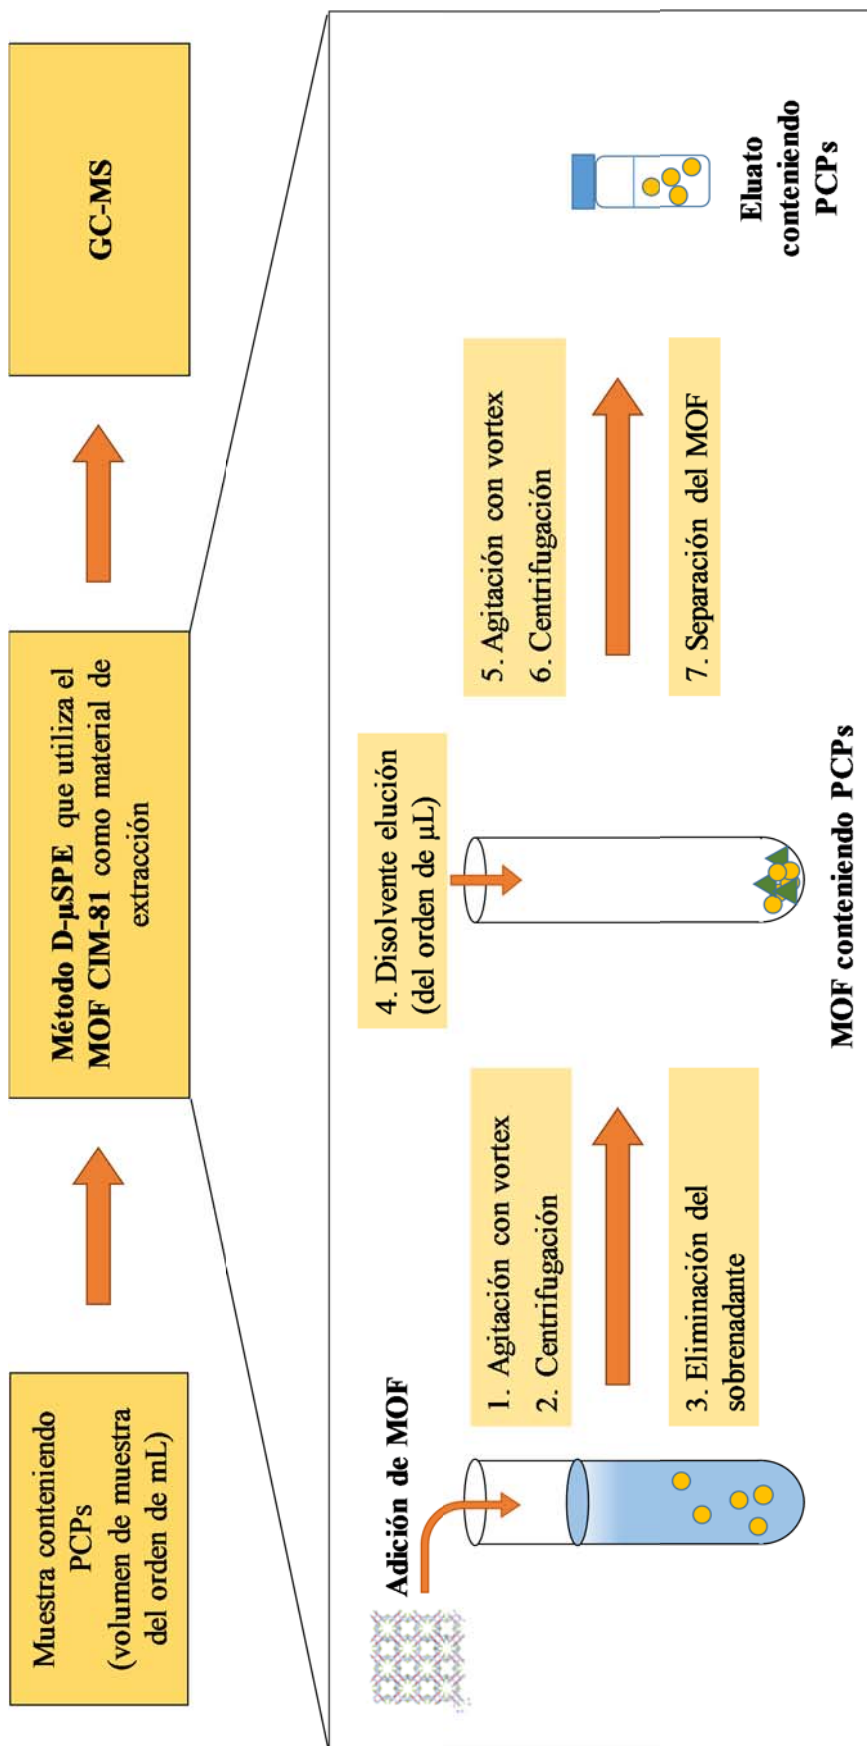 Muestra conteniendo
PCPs
(volumen de muestra
del orden de mL)
Método D-µSPE que utiliza el
MOF CIM-81 como material de
extracción
GC-MS
Adición de MOF
1. Agitación con vortex
2. Centrifugación
3. Eliminación del
sobrenadante
4. Disolvente elución
(del orden de µL)
MOF conteniendo PCPs
5. Agitación con vortex
6. Centrifugación
7. Separación del MOF
Eluato
conteniendo
PCPs